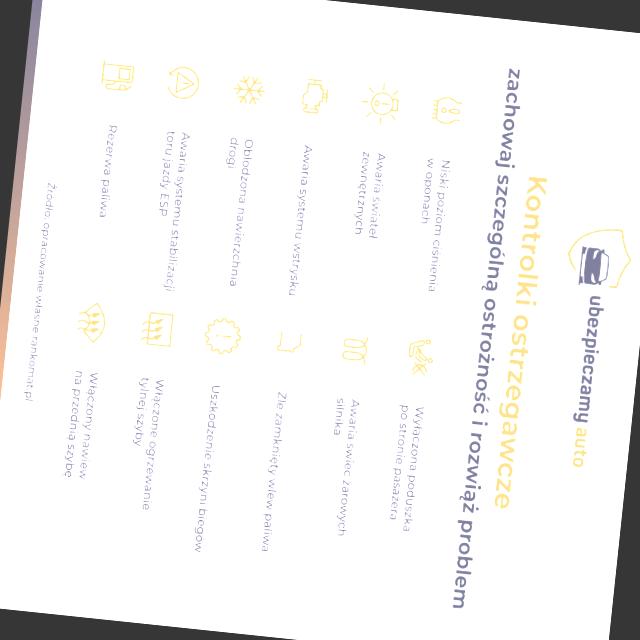 ubezpieczamy auto
Kontrolki ostrzegawcze
zachowaj szczególną ostrożność i rozwiąż problem
Niski poziom ciśnienia
w oponach
Awaria świateł
zewnętrznych
Awaria systemu wstrysku
Oblodzona nawierzchnia
drogi
Awaria systemu stabilizacji
toru jazdy ESP
Rezerwa paliwa
Wyłączona poduszka
po stronie pasażera
Awaria świec żarowych
silnika
Źle zamknięty wlew paliwa
Uszkodzenie skrzyni biegów
Włączone ogrzewanie
tylnej szyby
Włączony nawiew
na przednią szybę
Źródło: opracowanie własne rankomat.pl